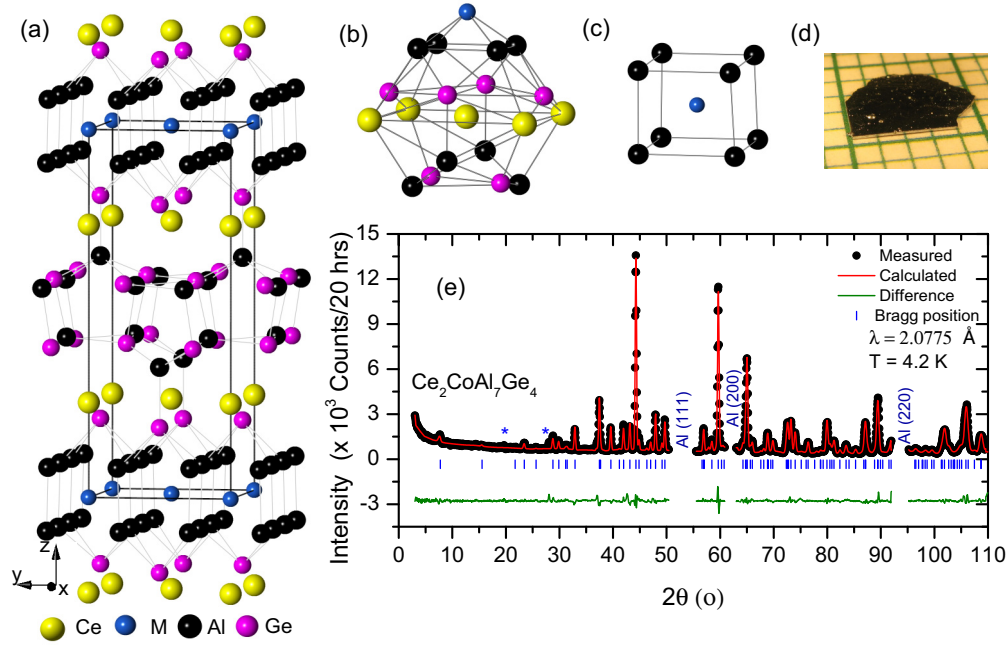 (a)
(b)
(c)
(d)
z
y
x
Ce M Al Ge
(e)
Measured
Calculated
Difference
Bragg position
λ = 2.0775 Å
T = 4.2 K
Ce₂CoAl₇Ge₄
* *
Al (111)
Al (200)
Al (220)
Intensity (x 10³ Counts/20 hrs)
15
12
9
6
3
0
-3
0 10 20 30 40 50 60 70 80 90 100 110
2θ (o)